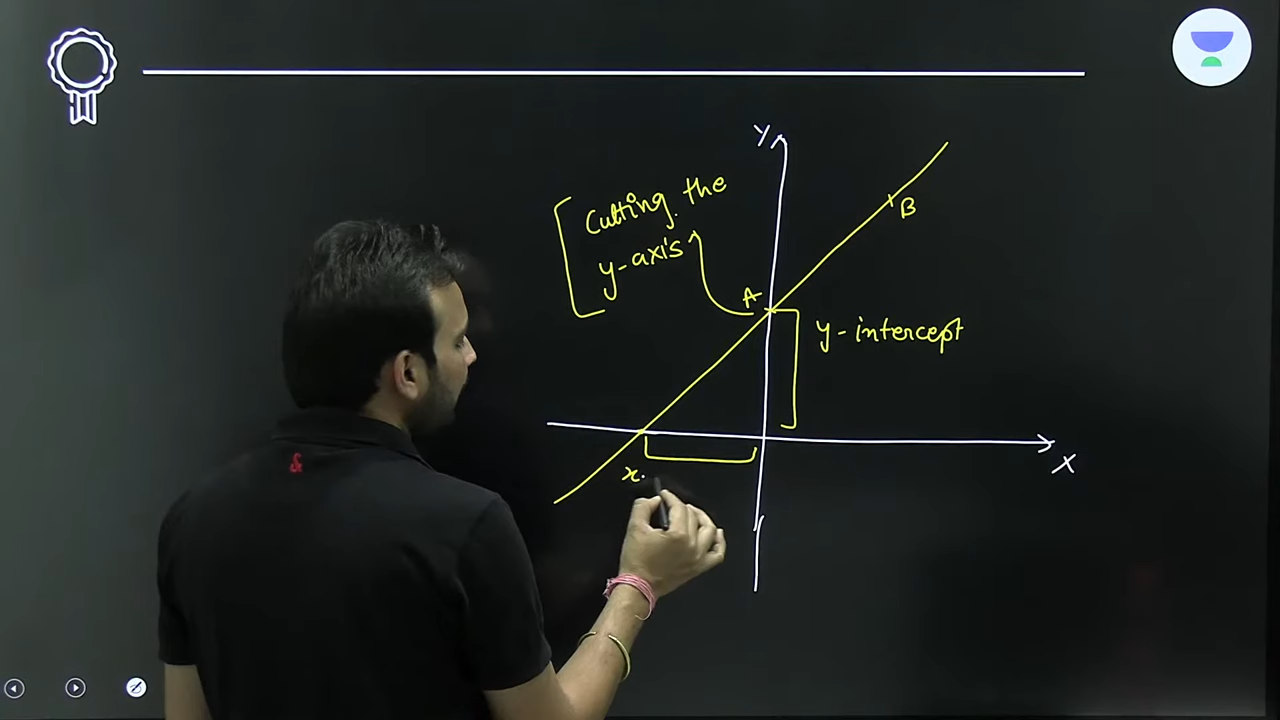 Y
Cutting the
y-axis
A
B
y-intercept
x
X